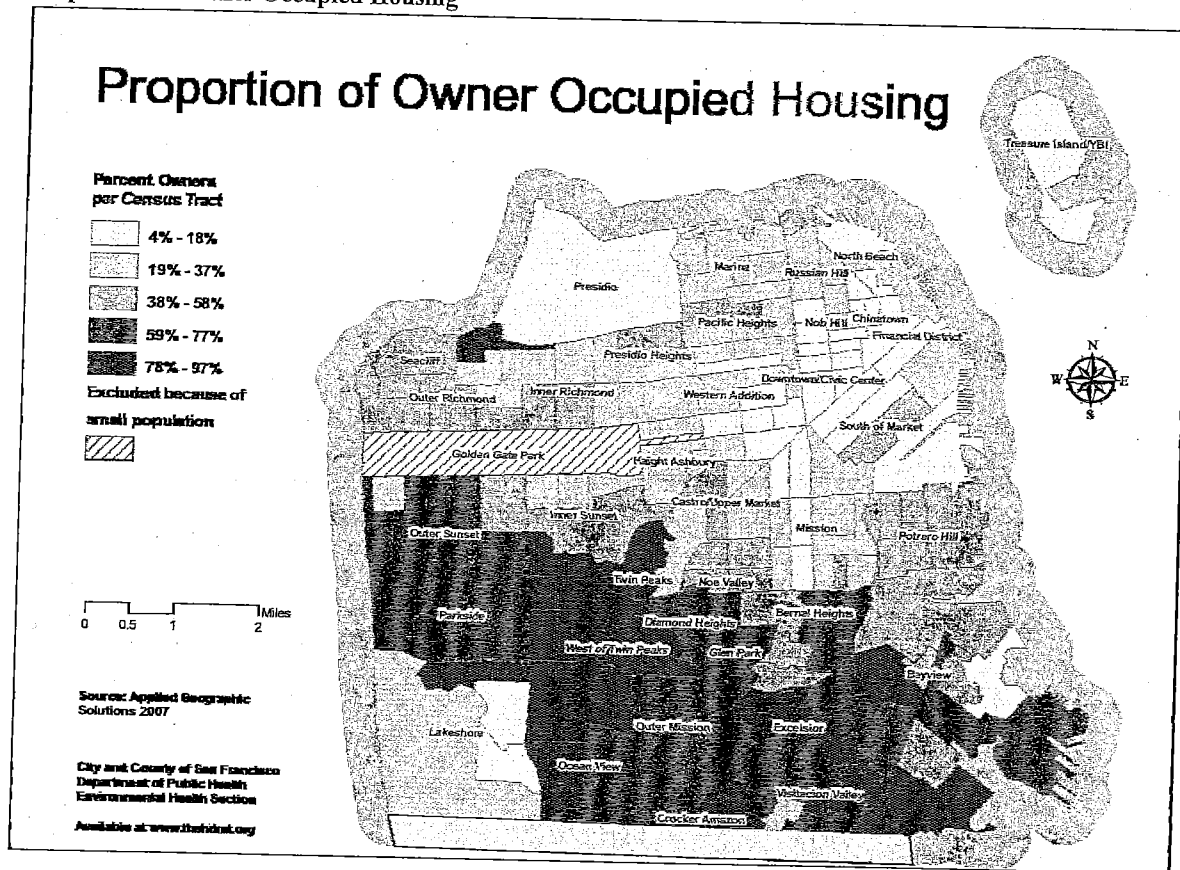 Owner Occupied Housing
Proportion of Owner Occupied Housing
Percent Owners
per Census Tract
4% - 18%
19% - 37%
38% - 58%
59% - 77%
78% - 97%
Excluded because of
small population
Treasure Island/YBI
North Beach
Marina
Russian Hill
Presidio
Pacific Heights
Nob Hill
Chinatown
Financial District
Seacliff
Presidio Heights
Downtown/Civic Center
Outer Richmond
Inner Richmond
Western Addition
South of Market
Golden Gate Park
Haight Ashbury
Castro/Upper Market
Inner Sunset
Mission
Outer Sunset
Potrero Hill
Twin Peaks
Noe Valley
Parkside
Diamond Heights
Bernal Heights
West of Twin Peaks
Glen Park
Bayview
Lakeshore
Outer Mission
Excelsior
Ocean View
Visitacion Valley
Crocker Amazon
N
W
E
S
Miles
0 0.5 1 2
Source: Applied Geographic
Solutions 2007
City and County of San Francisco
Department of Public Health
Environmental Health Section
Available at www.thehdmt.org